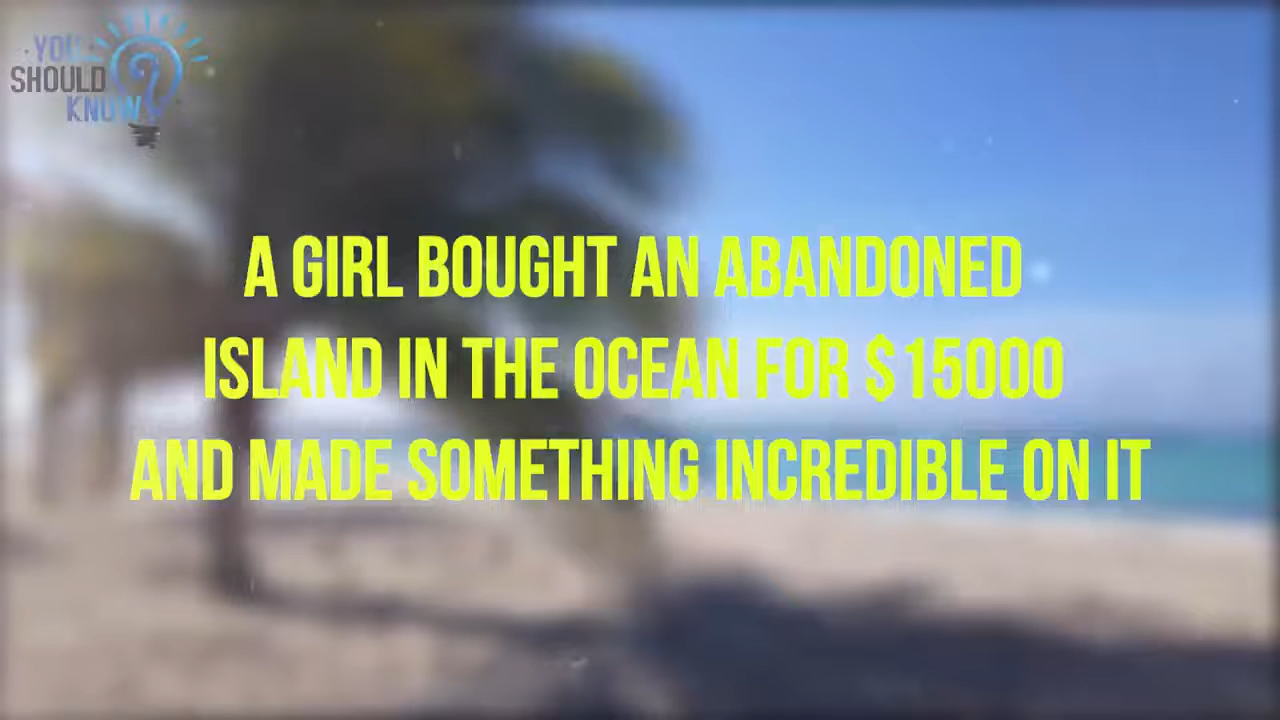 YOU
SHOULD
KNOW
A GIRL BOUGHT AN ABANDONED
ISLAND IN THE OCEAN FOR $15000
AND MADE SOMETHING INCREDIBLE ON IT